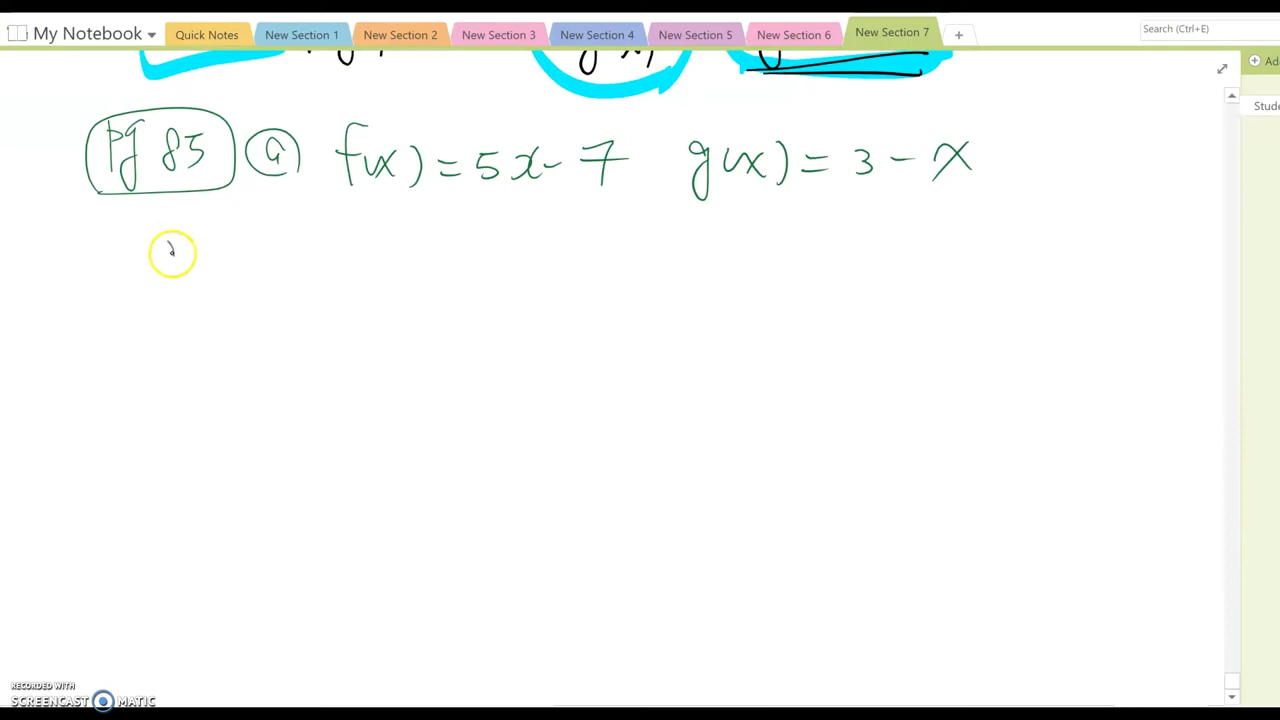 My Notebook
Quick Notes
New Section 1
New Section 2
New Section 3
New Section 4
New Section 5
New Section 6
New Section 7
Search (Ctrl+E)
Stude
pg 85 a f(x) = 5x - 7 g(x) = 3 - x
RECORDED WITH
SCREENCAST MATIC